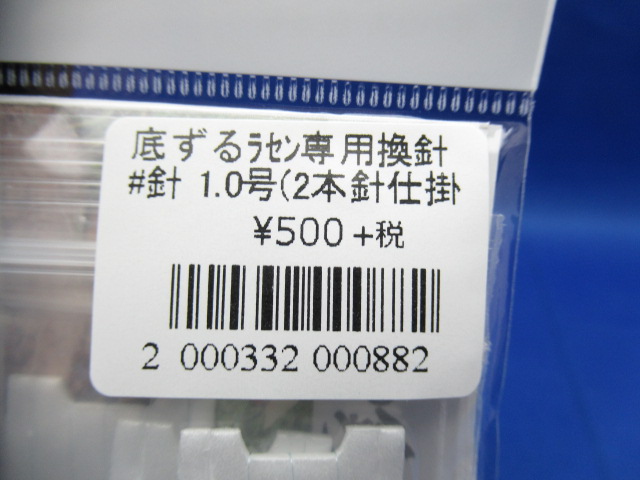 底ずるﾗｾﾝ専用換針
#針 1.0号(2本針仕掛
¥500+税
2 000332 000882